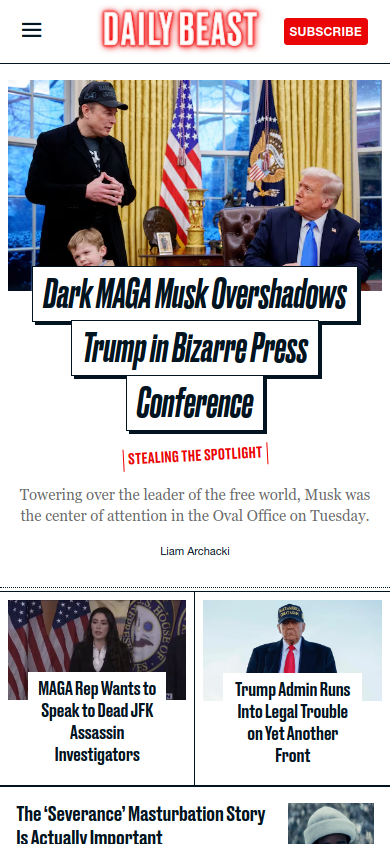 DAILY BEAST
SUBSCRIBE
Dark MAGA Musk Overshadows
Trump in Bizarre Press
Conference
STEALING THE SPOTLIGHT
Towering over the leader of the free world, Musk was
the center of attention in the Oval Office on Tuesday.
Liam Archacki
MAGA Rep Wants to
Speak to Dead JFK
Assassin
Investigators
Trump Admin Runs
Into Legal Trouble
on Yet Another
Front
The ‘Severance’ Masturbation Story
Is Actually Important